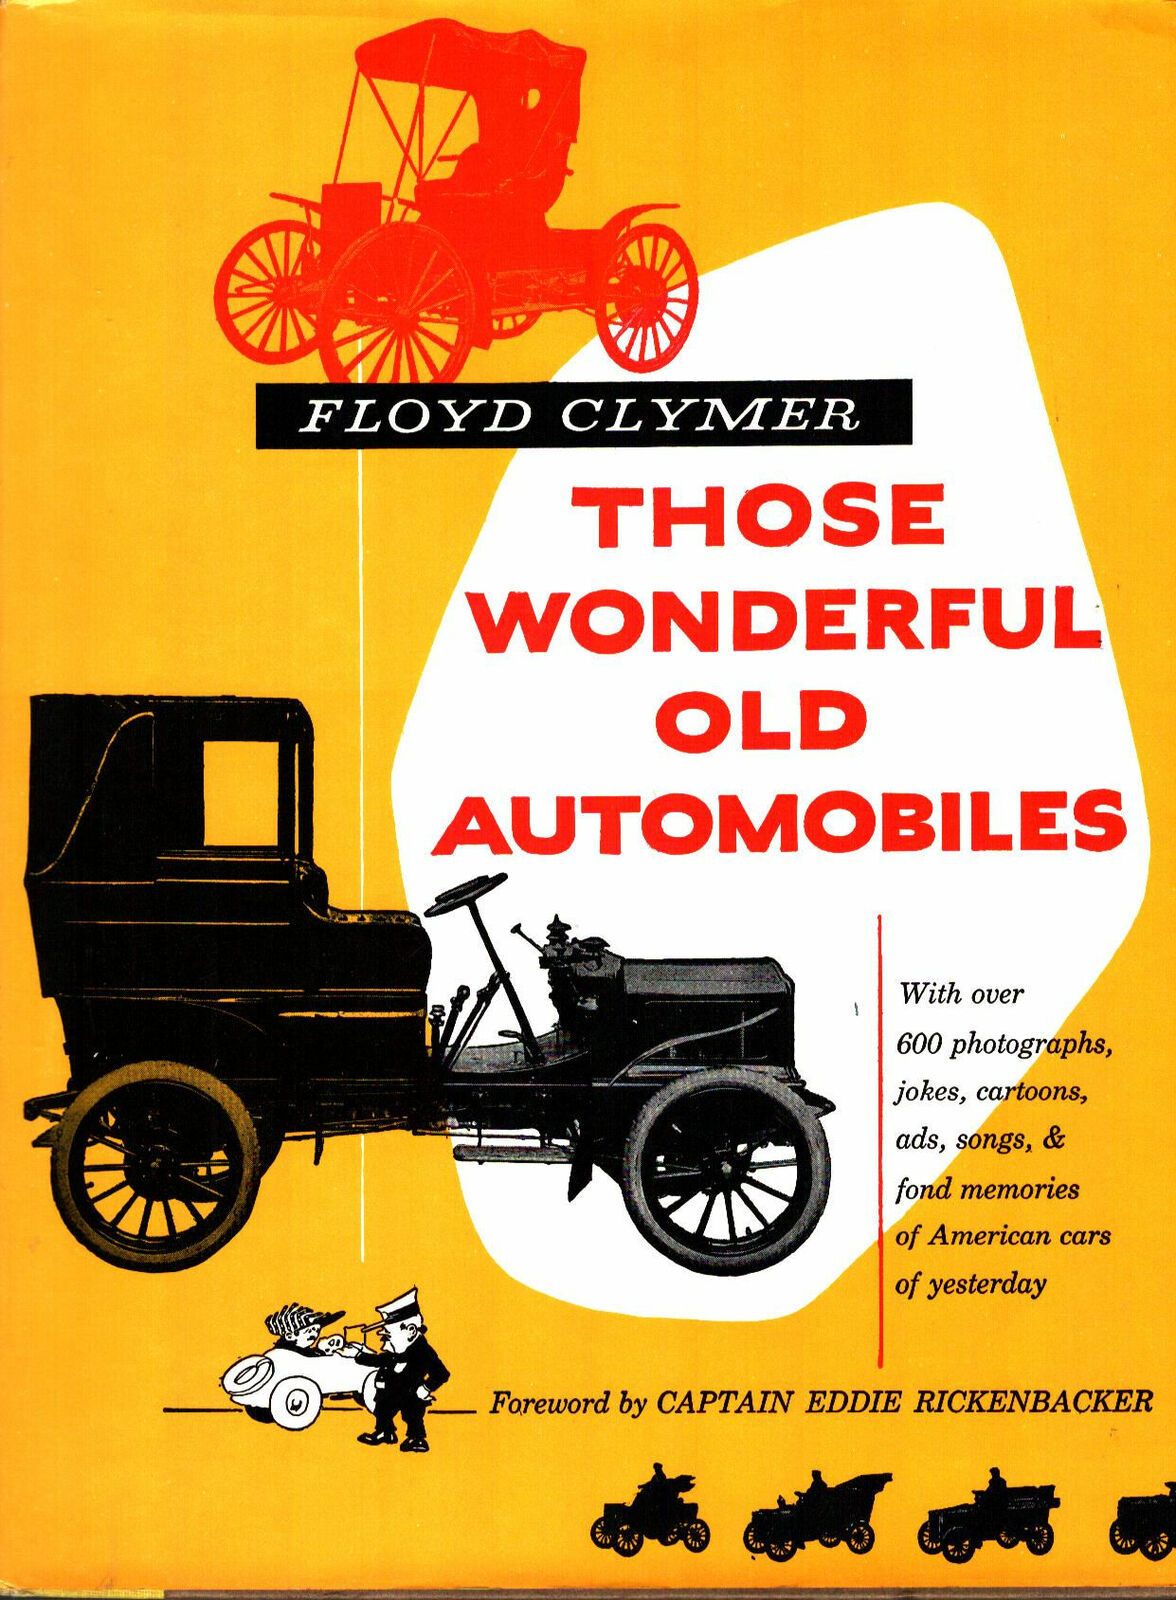 FLOYD CLYMER
THOSE
WONDERFUL
OLD
AUTOMOBILES
With over
600 photographs,
jokes, cartoons,
ads, songs, &
fond memories
of American cars
of yesterday
Foreword by CAPTAIN EDDIE RICKENBACKER